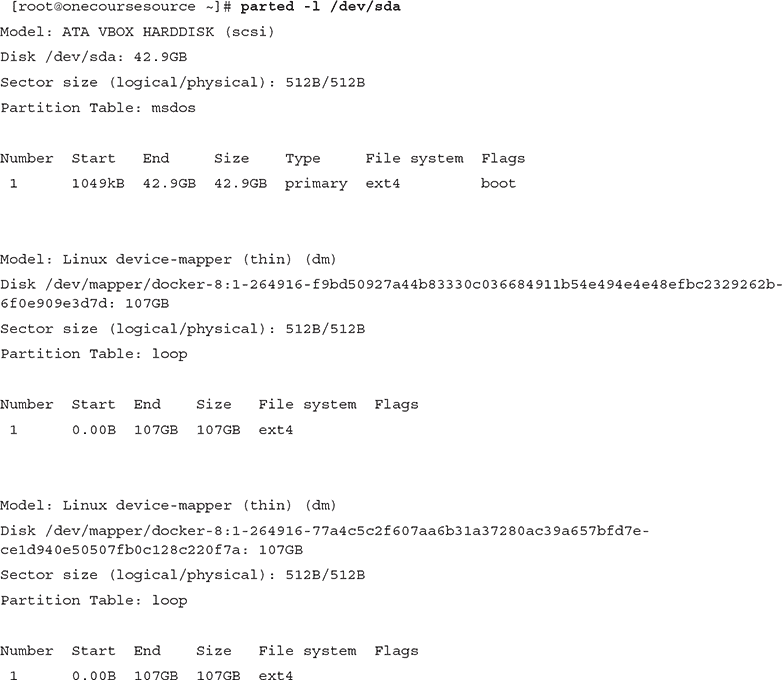 [root@onecoursesource ~]# parted -l /dev/sda
Model: ATA VBOX HARDDISK (scsi)
Disk /dev/sda: 42.9GB
Sector size (logical/physical): 512B/512B
Partition Table: msdos
Number Start End Size Type File system Flags
1 1049kB 42.9GB 42.9GB primary ext4 boot
Model: Linux device-mapper (thin) (dm)
Disk /dev/mapper/docker-8:1-264916-f9bd50927a44b83330c036684911b54e494e4e48efbc2329262b-
6f0e909e3d7d: 107GB
Sector size (logical/physical): 512B/512B
Partition Table: loop
Number Start End Size File system Flags
1 0.00B 107GB 107GB ext4
Model: Linux device-mapper (thin) (dm)
Disk /dev/mapper/docker-8:1-264916-77a4c5c2f607aa6b31a37280ac39a657bfd7e-
ce1d940e50507fb0c128c220f7a: 107GB
Sector size (logical/physical): 512B/512B
Partition Table: loop
Number Start End Size File system Flags
1 0.00B 107GB 107GB ext4